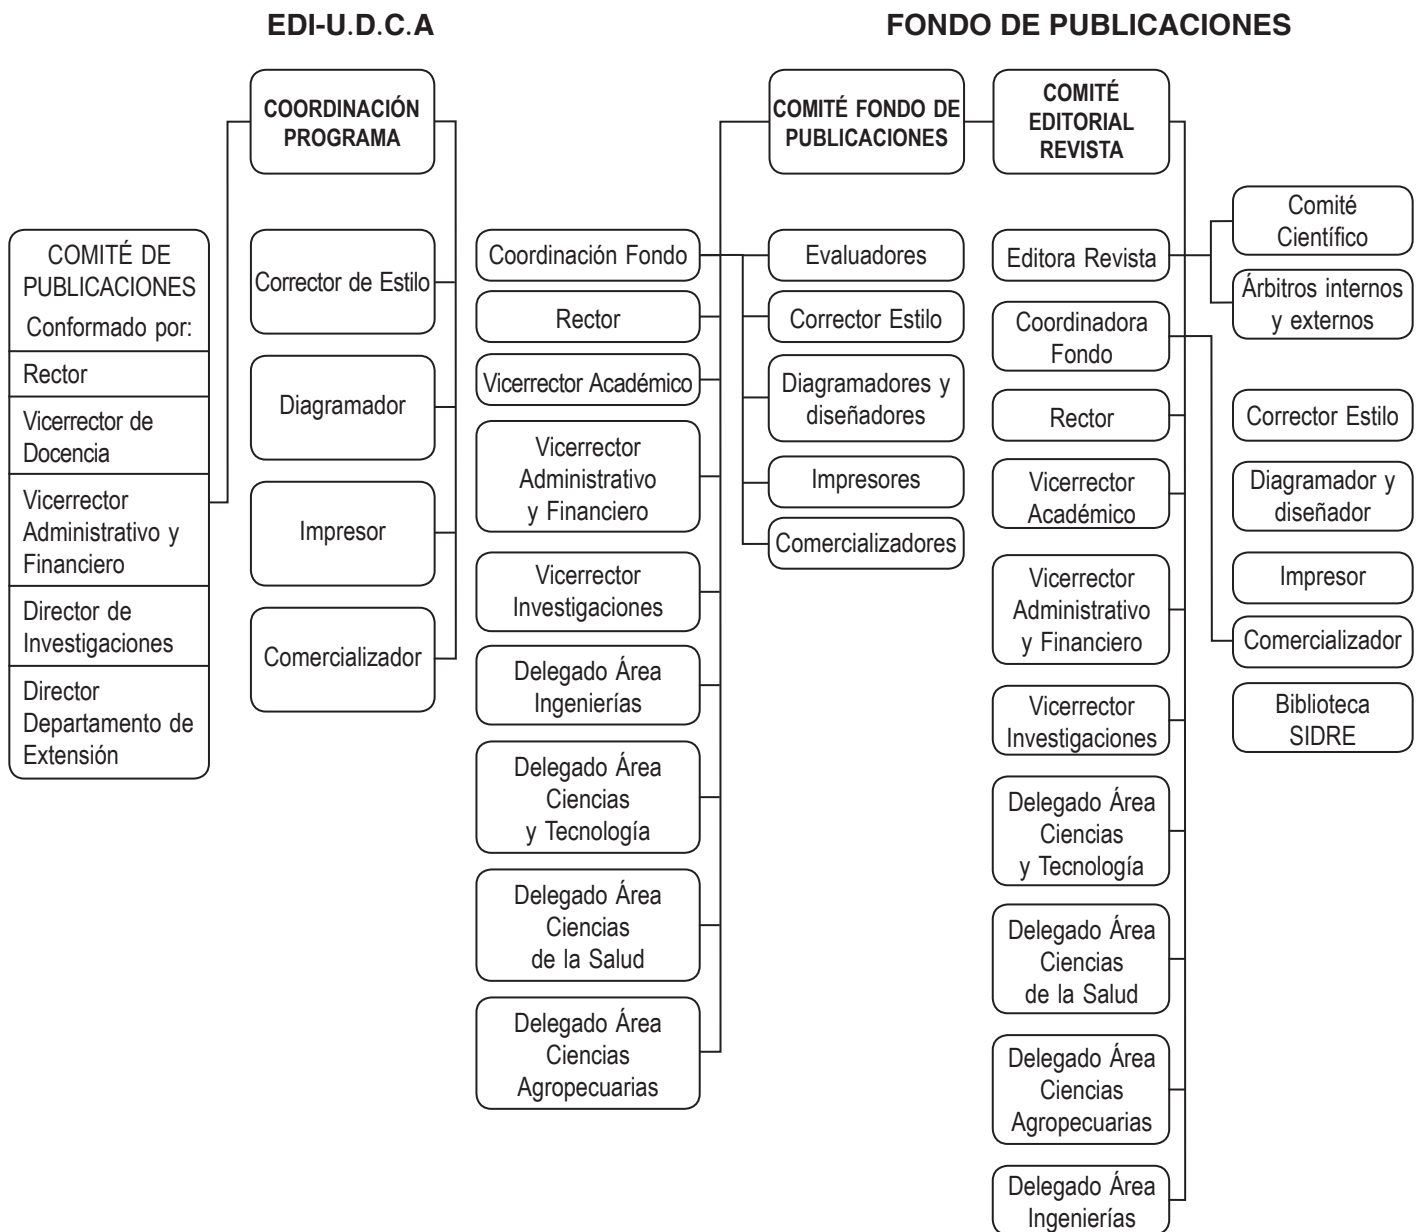 EDI-U.D.C.A
FONDO DE PUBLICACIONES
COORDINACIÓN
PROGRAMA
COMITÉ FONDO DE
PUBLICACIONES
COMITÉ
EDITORIAL
REVISTA
COMITÉ DE
PUBLICACIONES
Conformado por:
Rector
Vicerrector de
Docencia
Vicerrector
Administrativo y
Financiero
Director de
Investigaciones
Director
Departamento de
Extensión
Corrector de Estilo
Diagramador
Impresor
Comercializador
Coordinación Fondo
Rector
Vicerrector Académico
Vicerrector
Administrativo
y Financiero
Vicerrector
Investigaciones
Delegado Área
Ingenierías
Delegado Área
Ciencias
y Tecnología
Delegado Área
Ciencias
de la Salud
Delegado Área
Ciencias
Agropecuarias
Evaluadores
Corrector Estilo
Diagramadores y
diseñadores
Impresores
Comercializadores
Editora Revista
Coordinadora
Fondo
Rector
Vicerrector
Académico
Vicerrector
Administrativo
y Financiero
Vicerrector
Investigaciones
Delegado Área
Ciencias
y Tecnología
Delegado Área
Ciencias
de la Salud
Delegado Área
Ciencias
Agropecuarias
Delegado Área
Ingenierías
Comité
Científico
Árbitros internos
y externos
Corrector Estilo
Diagramador y
diseñador
Impresor
Comercializador
Biblioteca
SIDRE